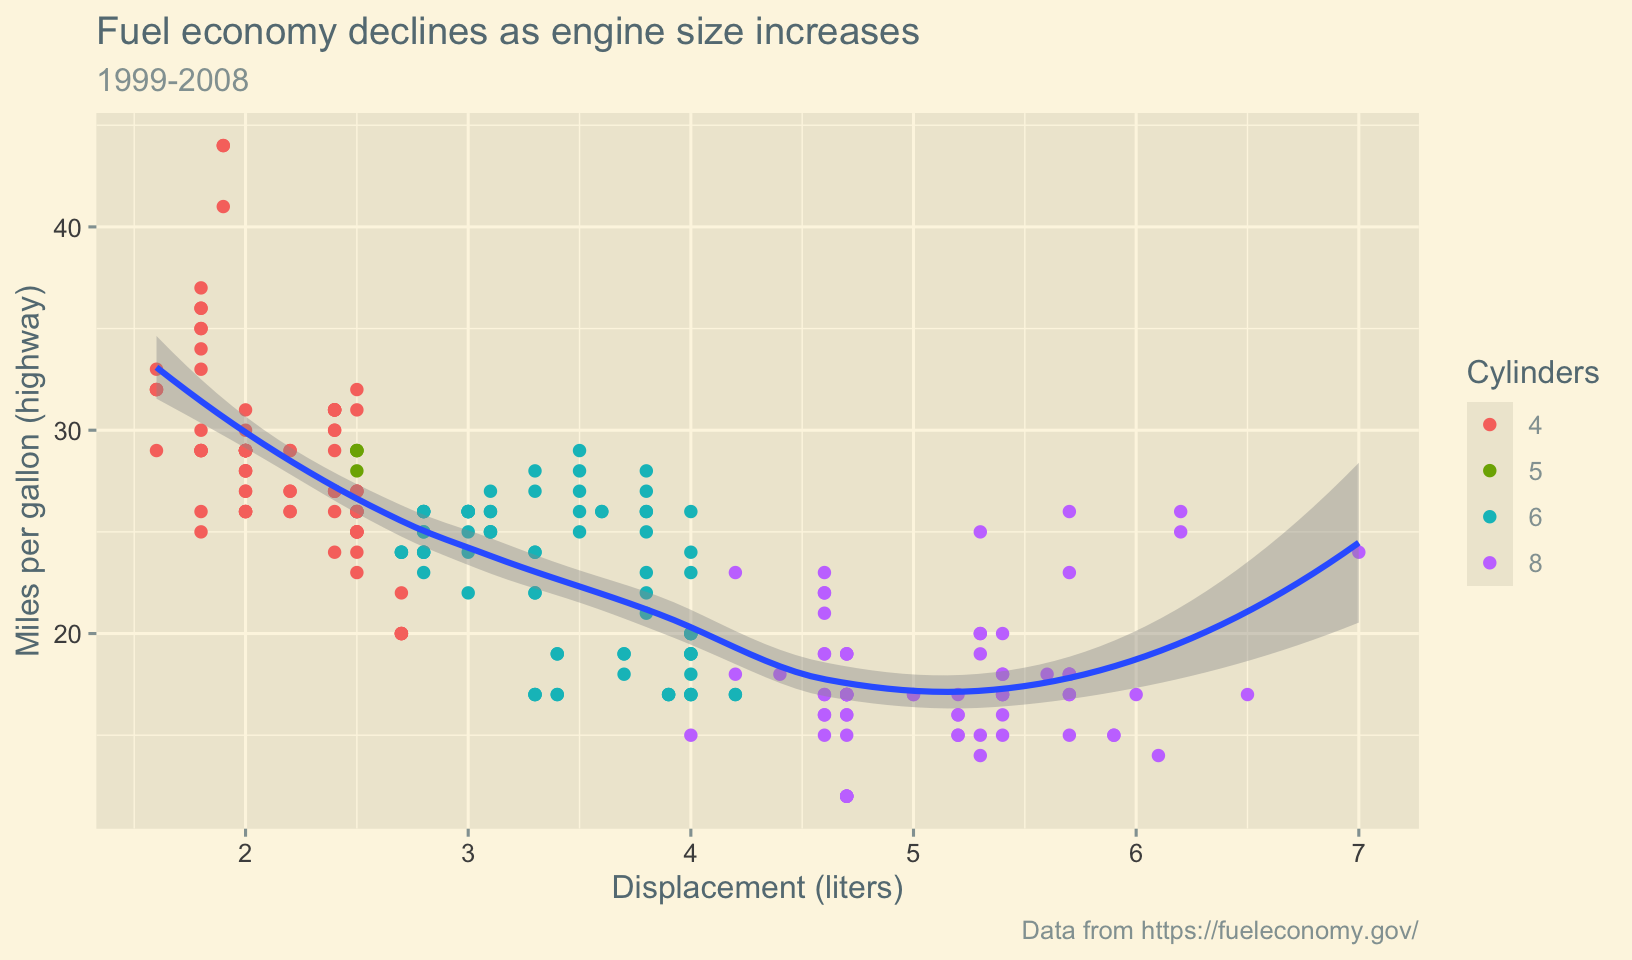 Fuel economy declines as engine size increases
1999-2008
Miles per gallon (highway)
40
30
20
2 3 4 5 6 7
Displacement (liters)
Cylinders
4
5
6
8
Data from https://fueleconomy.gov/